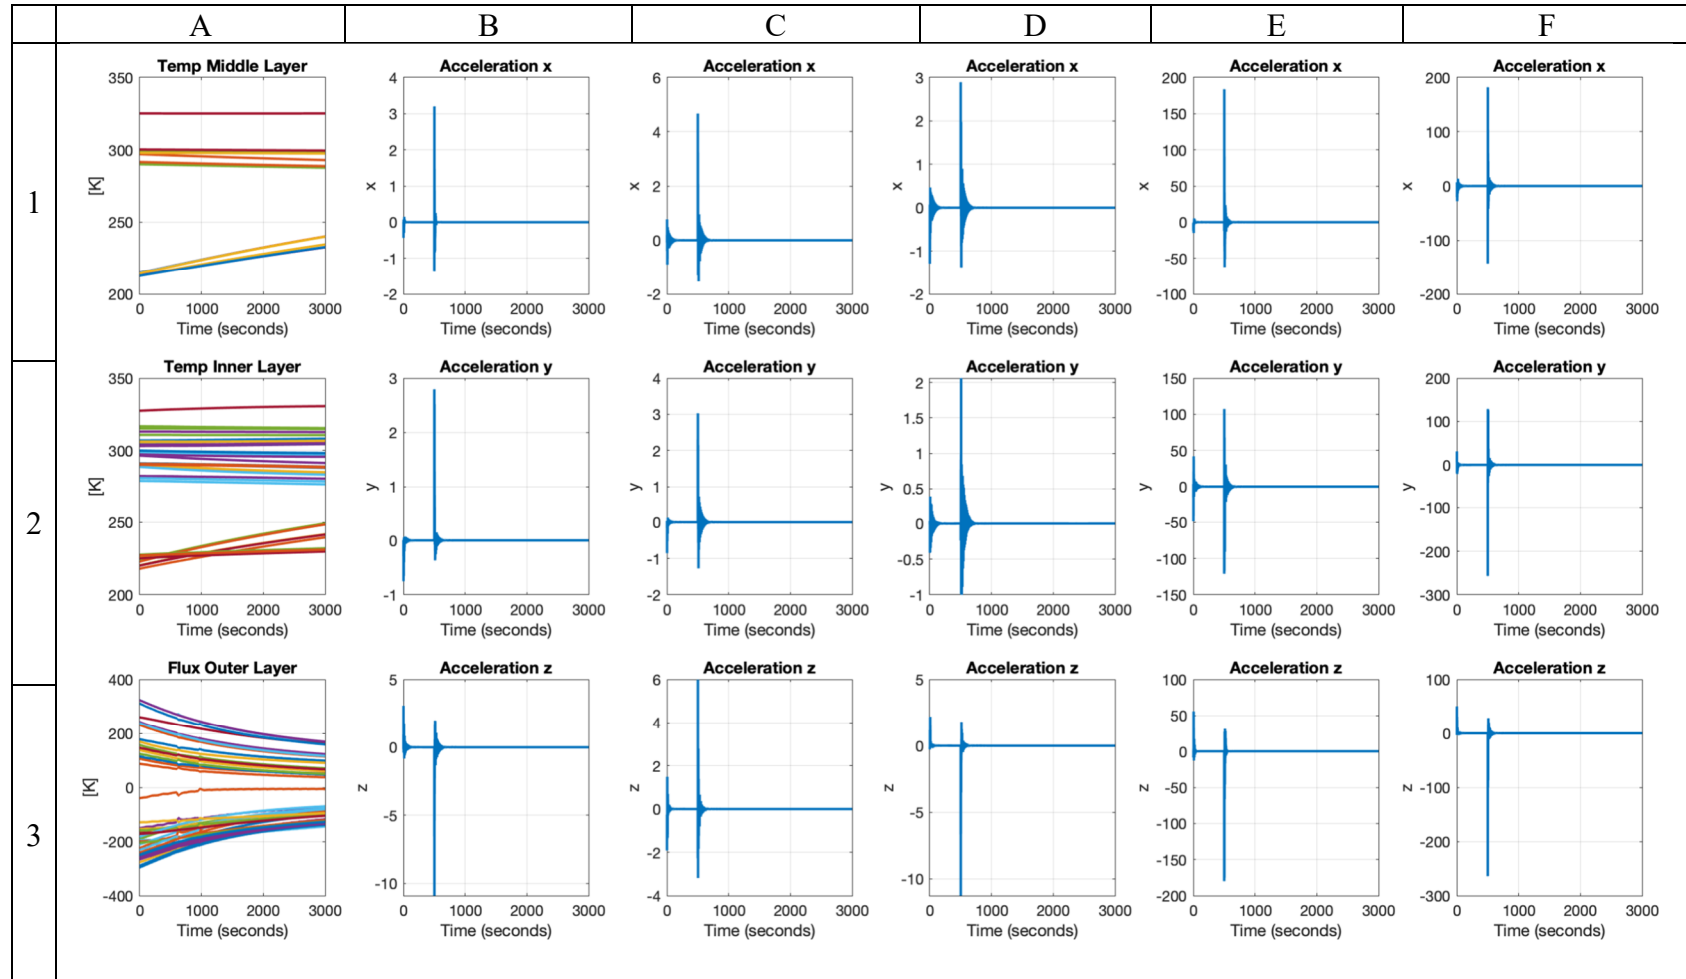 A B C D E F
1
Temp Middle Layer Acceleration x Acceleration x Acceleration x Acceleration x Acceleration x
350 4 6 3 200 200
300 3 4 2 150 100
250 2 2 1 100 0
200 1 0 0 50 -100
0 -2 -1 0 -200
-1 -2 -50
-2 -100
[K] x x x x x
0 1000 2000 3000 0 1000 2000 3000 0 1000 2000 3000 0 1000 2000 3000 0 1000 2000 3000 0 1000 2000 3000
Time (seconds) Time (seconds) Time (seconds) Time (seconds) Time (seconds) Time (seconds)
2
Temp Inner Layer Acceleration y Acceleration y Acceleration y Acceleration y Acceleration y
350 3 4 2 150 200
300 2 3 1.5 100 100
250 1 2 1 50 0
200 0 1 0.5 0 -100
-1 0 0 -50 -200
-1 -0.5 -100 -300
-2 -1 -150
[K] y y y y y
0 1000 2000 3000 0 1000 2000 3000 0 1000 2000 3000 0 1000 2000 3000 0 1000 2000 3000 0 1000 2000 3000
Time (seconds) Time (seconds) Time (seconds) Time (seconds) Time (seconds) Time (seconds)
3
Flux Outer Layer Acceleration z Acceleration z Acceleration z Acceleration z Acceleration z
400 5 6 5 100 100
200 0 4 0 50 0
0 -5 2 -5 0 -100
-200 -10 0 -10 -50 -200
-400 -2 -100 -300
-4 -150
-200
[K] z z z z z
0 1000 2000 3000 0 1000 2000 3000 0 1000 2000 3000 0 1000 2000 3000 0 1000 2000 3000 0 1000 2000 3000
Time (seconds) Time (seconds) Time (seconds) Time (seconds) Time (seconds) Time (seconds)